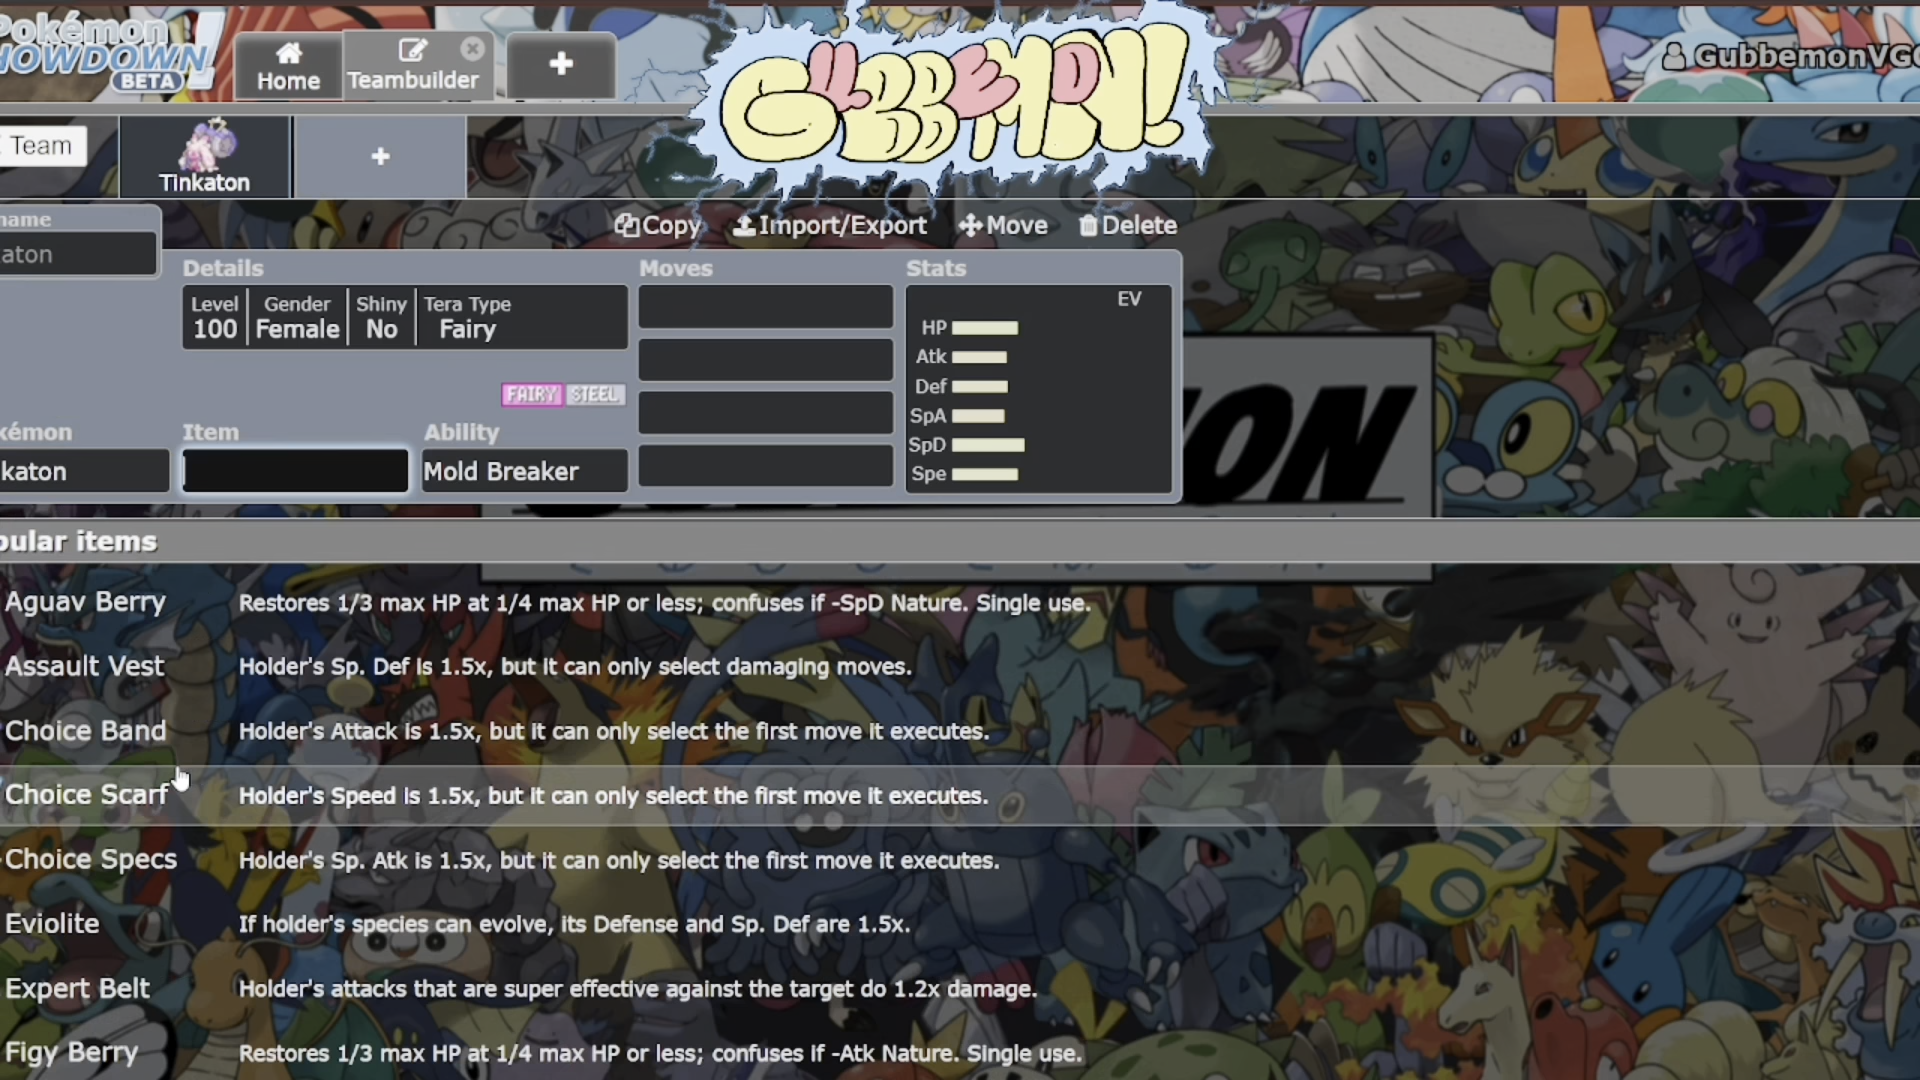 Pokémon
HOWDOWN!
BETA
Home
Teambuilder
GUBBEMON!
GubbemonVGC
Team
Tinkaton
name
aton
Copy
Import/Export
Move
Delete
Details
Moves
Stats
Level
100
Gender
Female
Shiny
No
Tera Type
Fairy
EV
HP
Atk
Def
SpA
SpD
Spe
FAIRY STEEL
kémon
Item
Ability
katon
Mold Breaker
ON
pular items
Aguav Berry Restores 1/3 max HP at 1/4 max HP or less; confuses if -SpD Nature. Single use.
Assault Vest Holder's Sp. Def is 1.5x, but it can only select damaging moves.
Choice Band Holder's Attack is 1.5x, but it can only select the first move it executes.
Choice Scarf Holder's Speed is 1.5x, but it can only select the first move it executes.
Choice Specs Holder's Sp. Atk is 1.5x, but it can only select the first move it executes.
Eviolite If holder's species can evolve, its Defense and Sp. Def are 1.5x.
Expert Belt Holder's attacks that are super effective against the target do 1.2x damage.
Figy Berry Restores 1/3 max HP at 1/4 max HP or less; confuses if -Atk Nature. Single use.